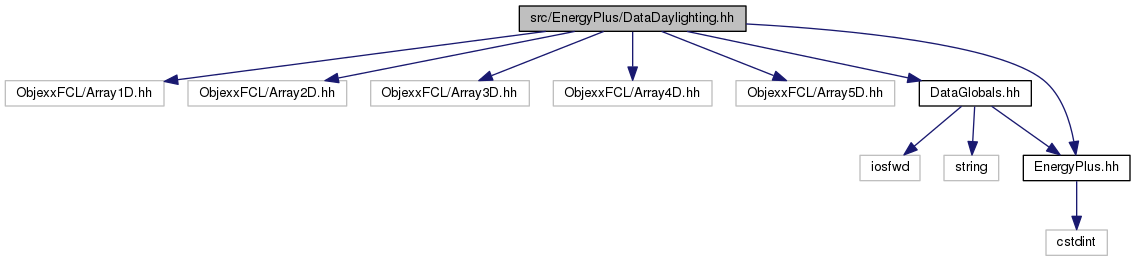 src/EnergyPlus/DataDaylighting.hh
ObjexxFCL/Array1D.hh
ObjexxFCL/Array2D.hh
ObjexxFCL/Array3D.hh
ObjexxFCL/Array4D.hh
ObjexxFCL/Array5D.hh
DataGlobals.hh
iosfwd
string
EnergyPlus.hh
cstdint